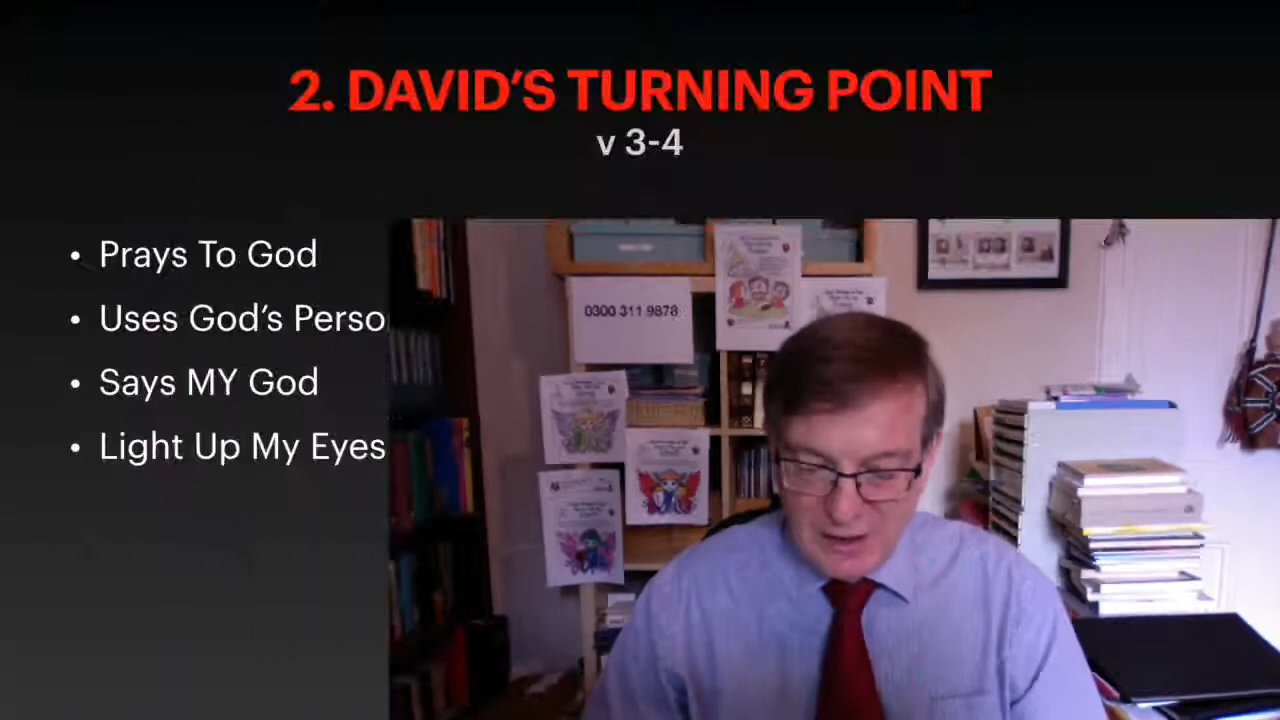 2. DAVID'S TURNING POINT
v 3-4
• Prays To God
• Uses God's Perso
• Says MY God
• Light Up My Eyes
0300 311 9878